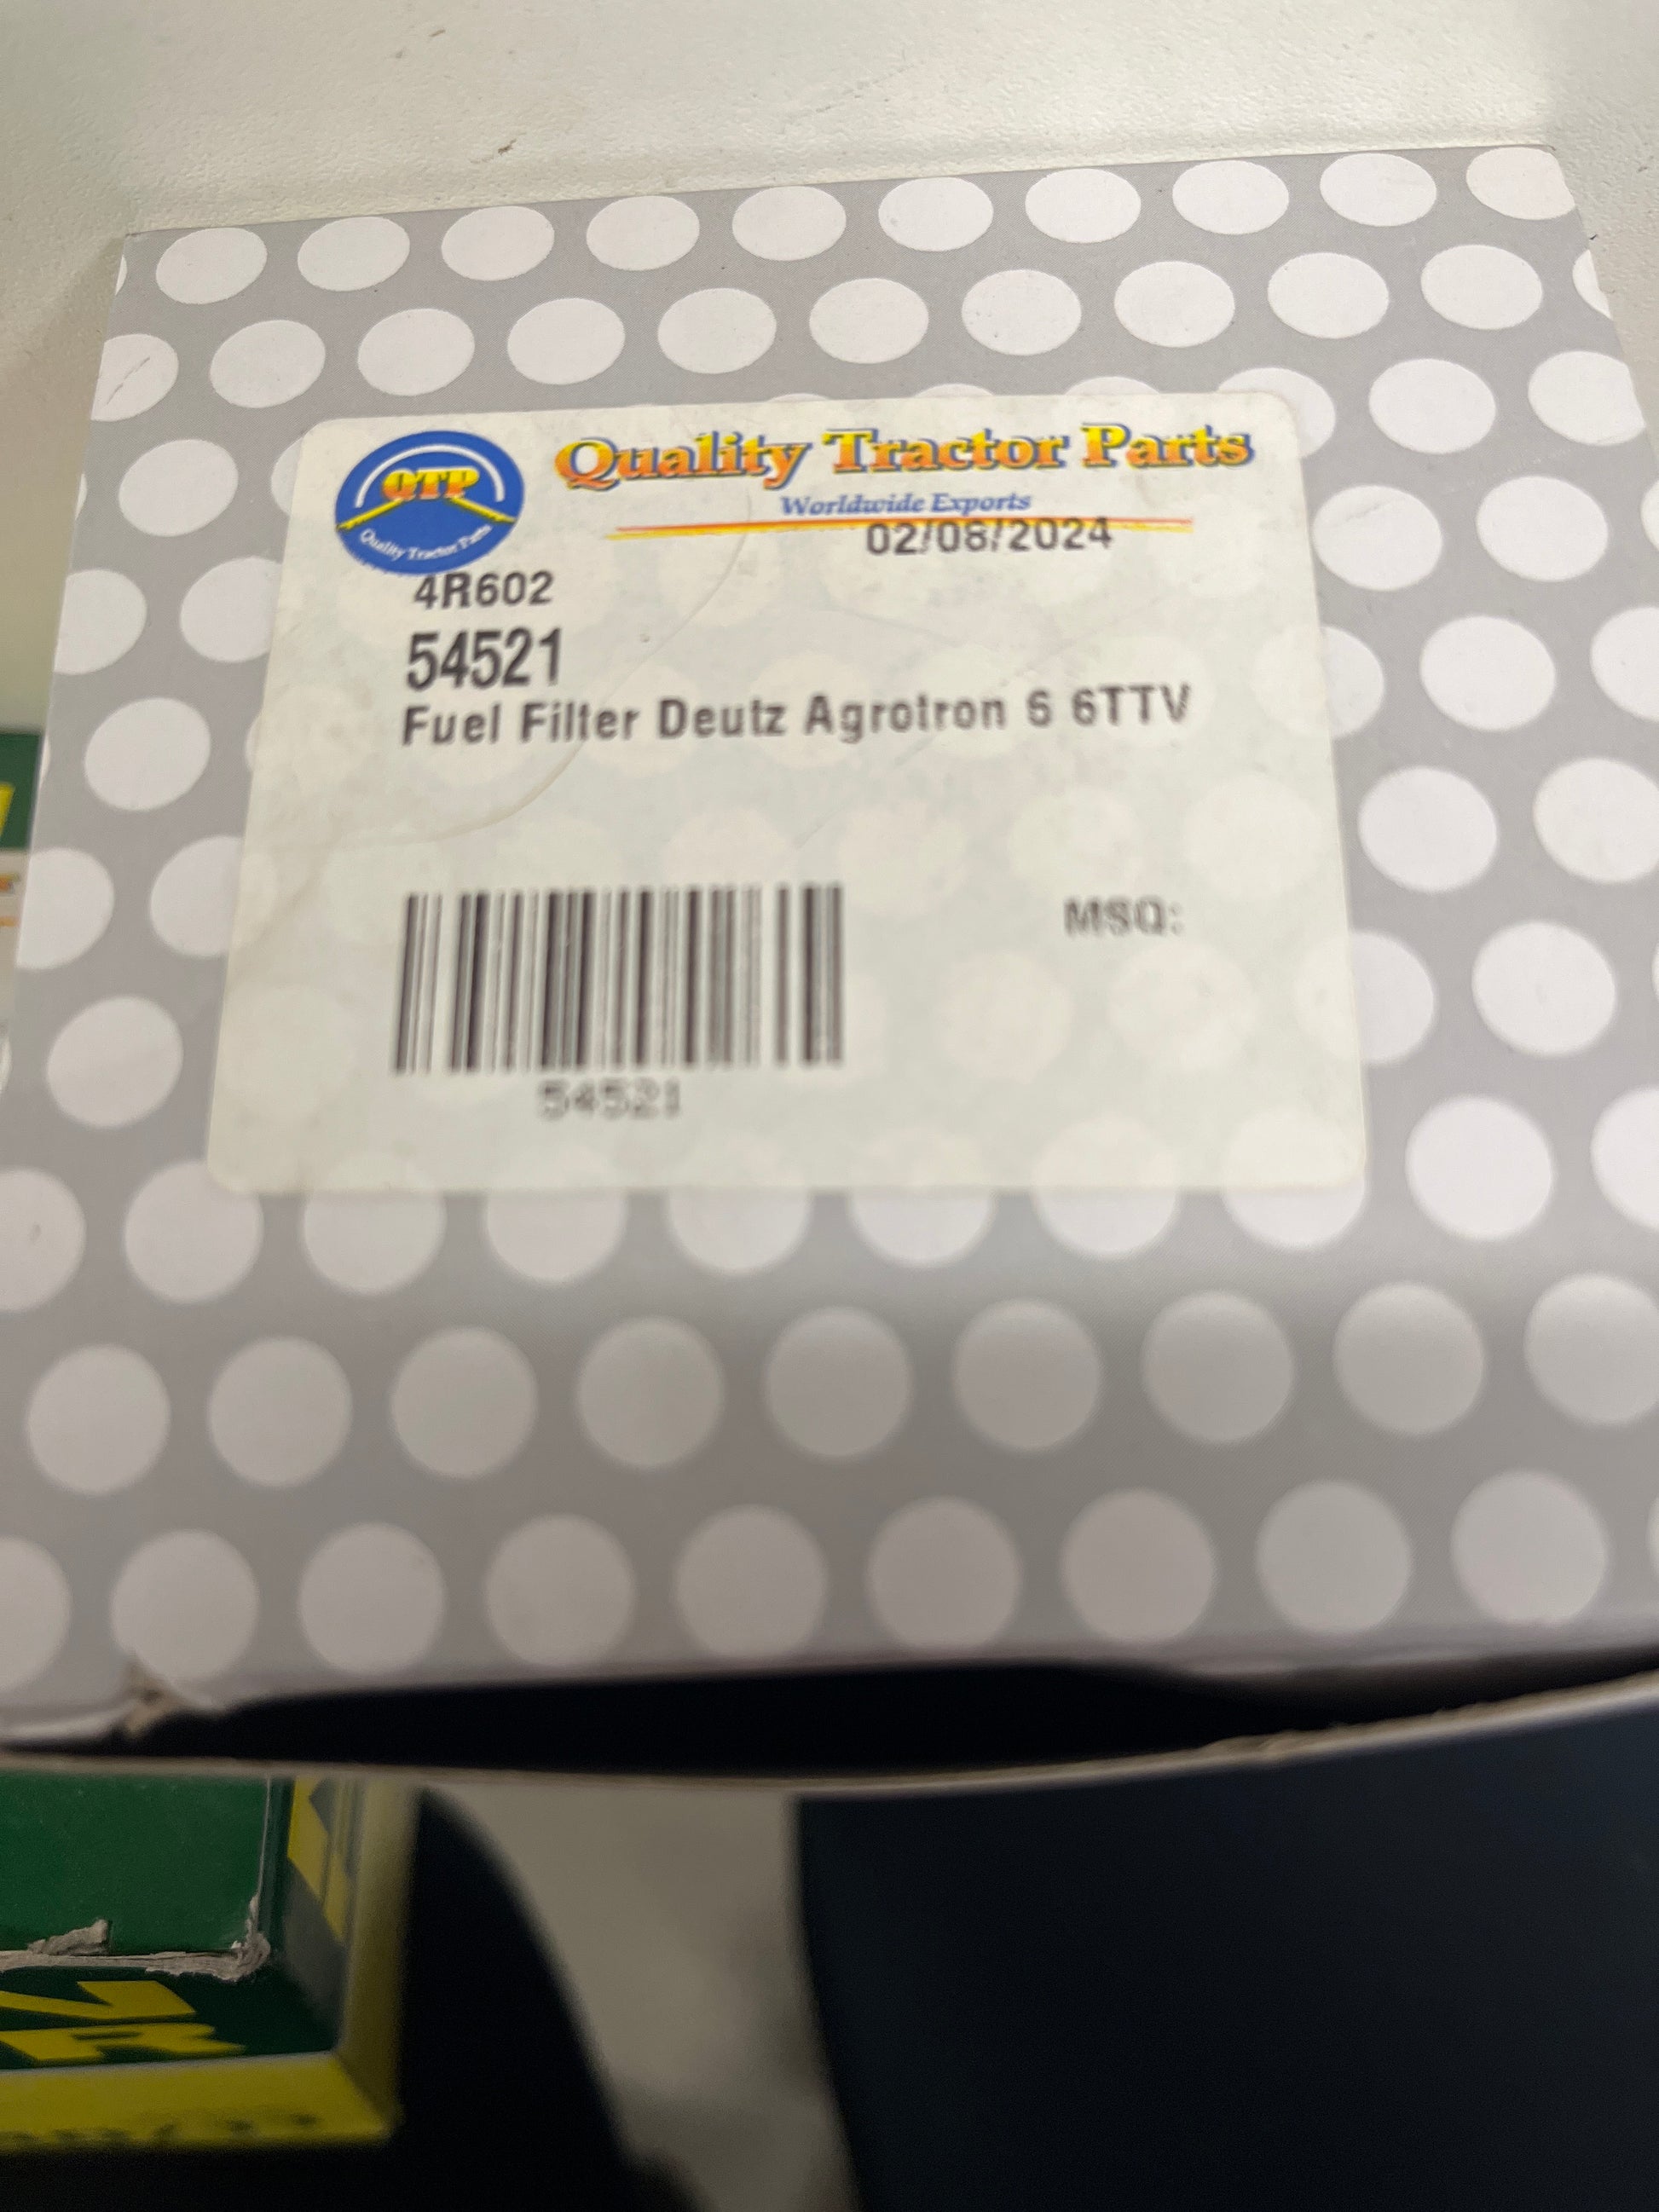 QTP
Quality Tractor Parts
Quality Tractor Parts
Worldwide Exports
02/08/2024
4R602
54521
Fuel Filter Deutz Agrotron 6 6TTV
MSQ:
54521